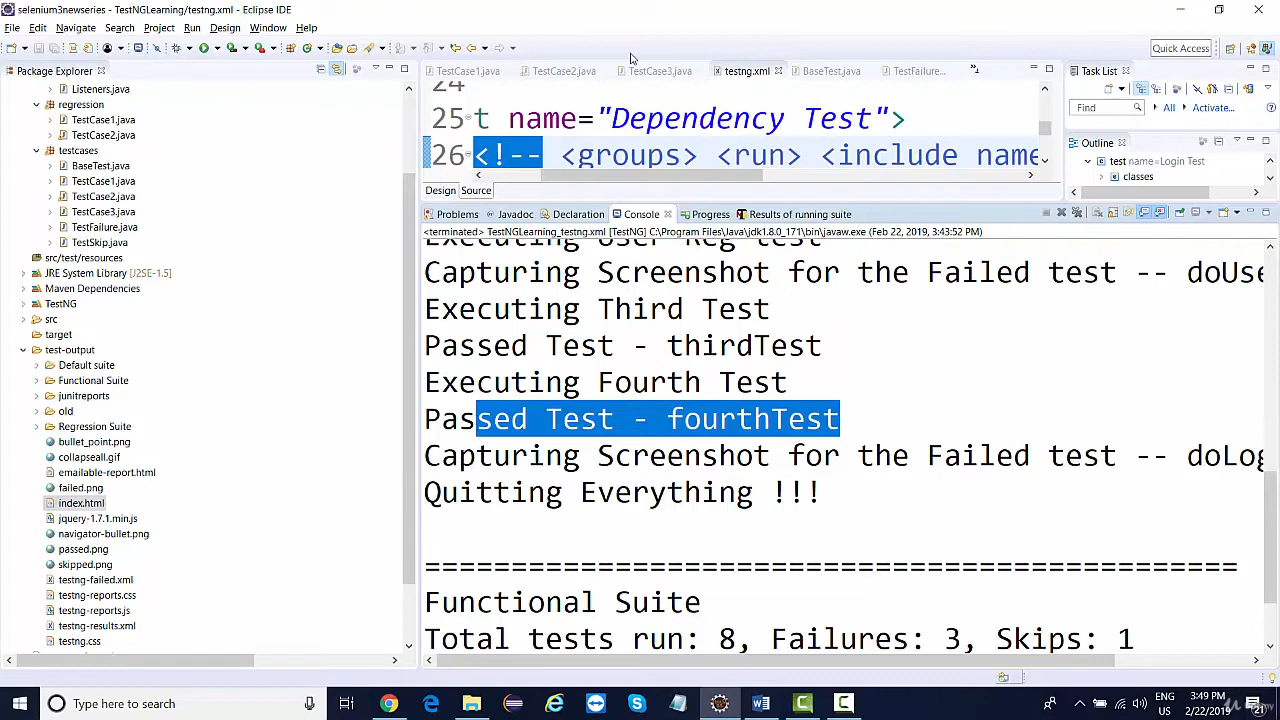 selenium3newseries - TestNGLearning/testng.xml - Eclipse IDE
File Edit Navigate Search Project Run Design Window Help
Quick Access
Package Explorer
Listeners.java
regression
TestCase1.java
TestCase2.java
testcases
BaseTest.java
TestCase1.java
TestCase2.java
TestCase3.java
TestFailure.java
TestSkip.java
src/test/resources
JRE System Library [J2SE-1.5]
Maven Dependencies
TestNG
src
target
test-output
Default suite
Functional Suite
junitreports
old
Regression Suite
bullet_point.png
collapseall.gif
emailable-report.html
failed.png
index.html
jquery-1.7.1.min.js
navigator-bullet.png
passed.png
skipped.png
testng-failed.xml
testng-reports.css
testng-reports.js
testng-results.xml
testng.css
TestCase1.java TestCase2.java TestCase3.java testng.xml BaseTest.java TestFailure...
24
25 t name="Dependency Test">
26 <!-- <groups> <run> <include name
Design Source
Task List
Find All Activate...
Outline
test name=Login Test
classes
Problems Javadoc Declaration Console Progress Results of running suite
<terminated> TestNGLearning_testng.xml [TestNG] C:\Program Files\Java\jdk1.8.0_171\bin\javaw.exe (Feb 22, 2019, 3:43:52 PM)
Executing User Reg test
Capturing Screenshot for the Failed test -- doUse
Executing Third Test
Passed Test - thirdTest
Executing Fourth Test
Passed Test - fourthTest
Capturing Screenshot for the Failed test -- doLog
Quitting Everything !!!
===============================================
Functional Suite
Total tests run: 8, Failures: 3, Skips: 1
Type here to search
ENG
US
3:49 PM
2/22/2019
21